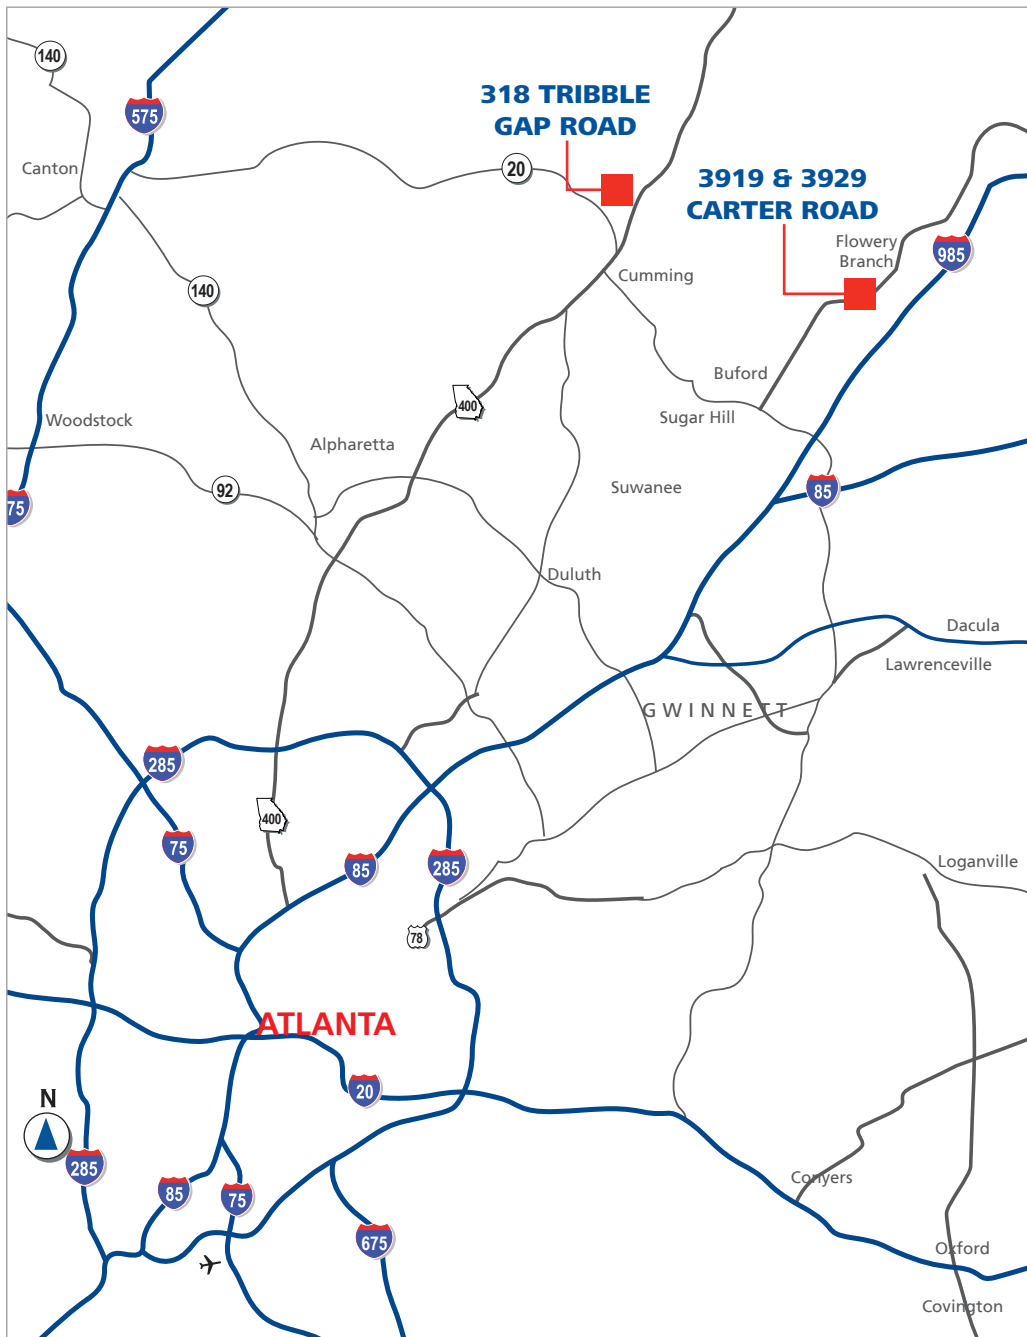 140
575
318 TRIBBLE
GAP ROAD
20
Canton
3919 & 3929
CARTER ROAD
Flowery
Branch
985
Cumming
140
Buford
400
Sugar Hill
Woodstock
Alpharetta
92
Suwanee
85
75
Duluth
Dacula
Lawrenceville
GWINNETT
285
400
75
85
285
Loganville
78
ATLANTA
20
N
285
85
75
Conyers
675
Oxford
Covington